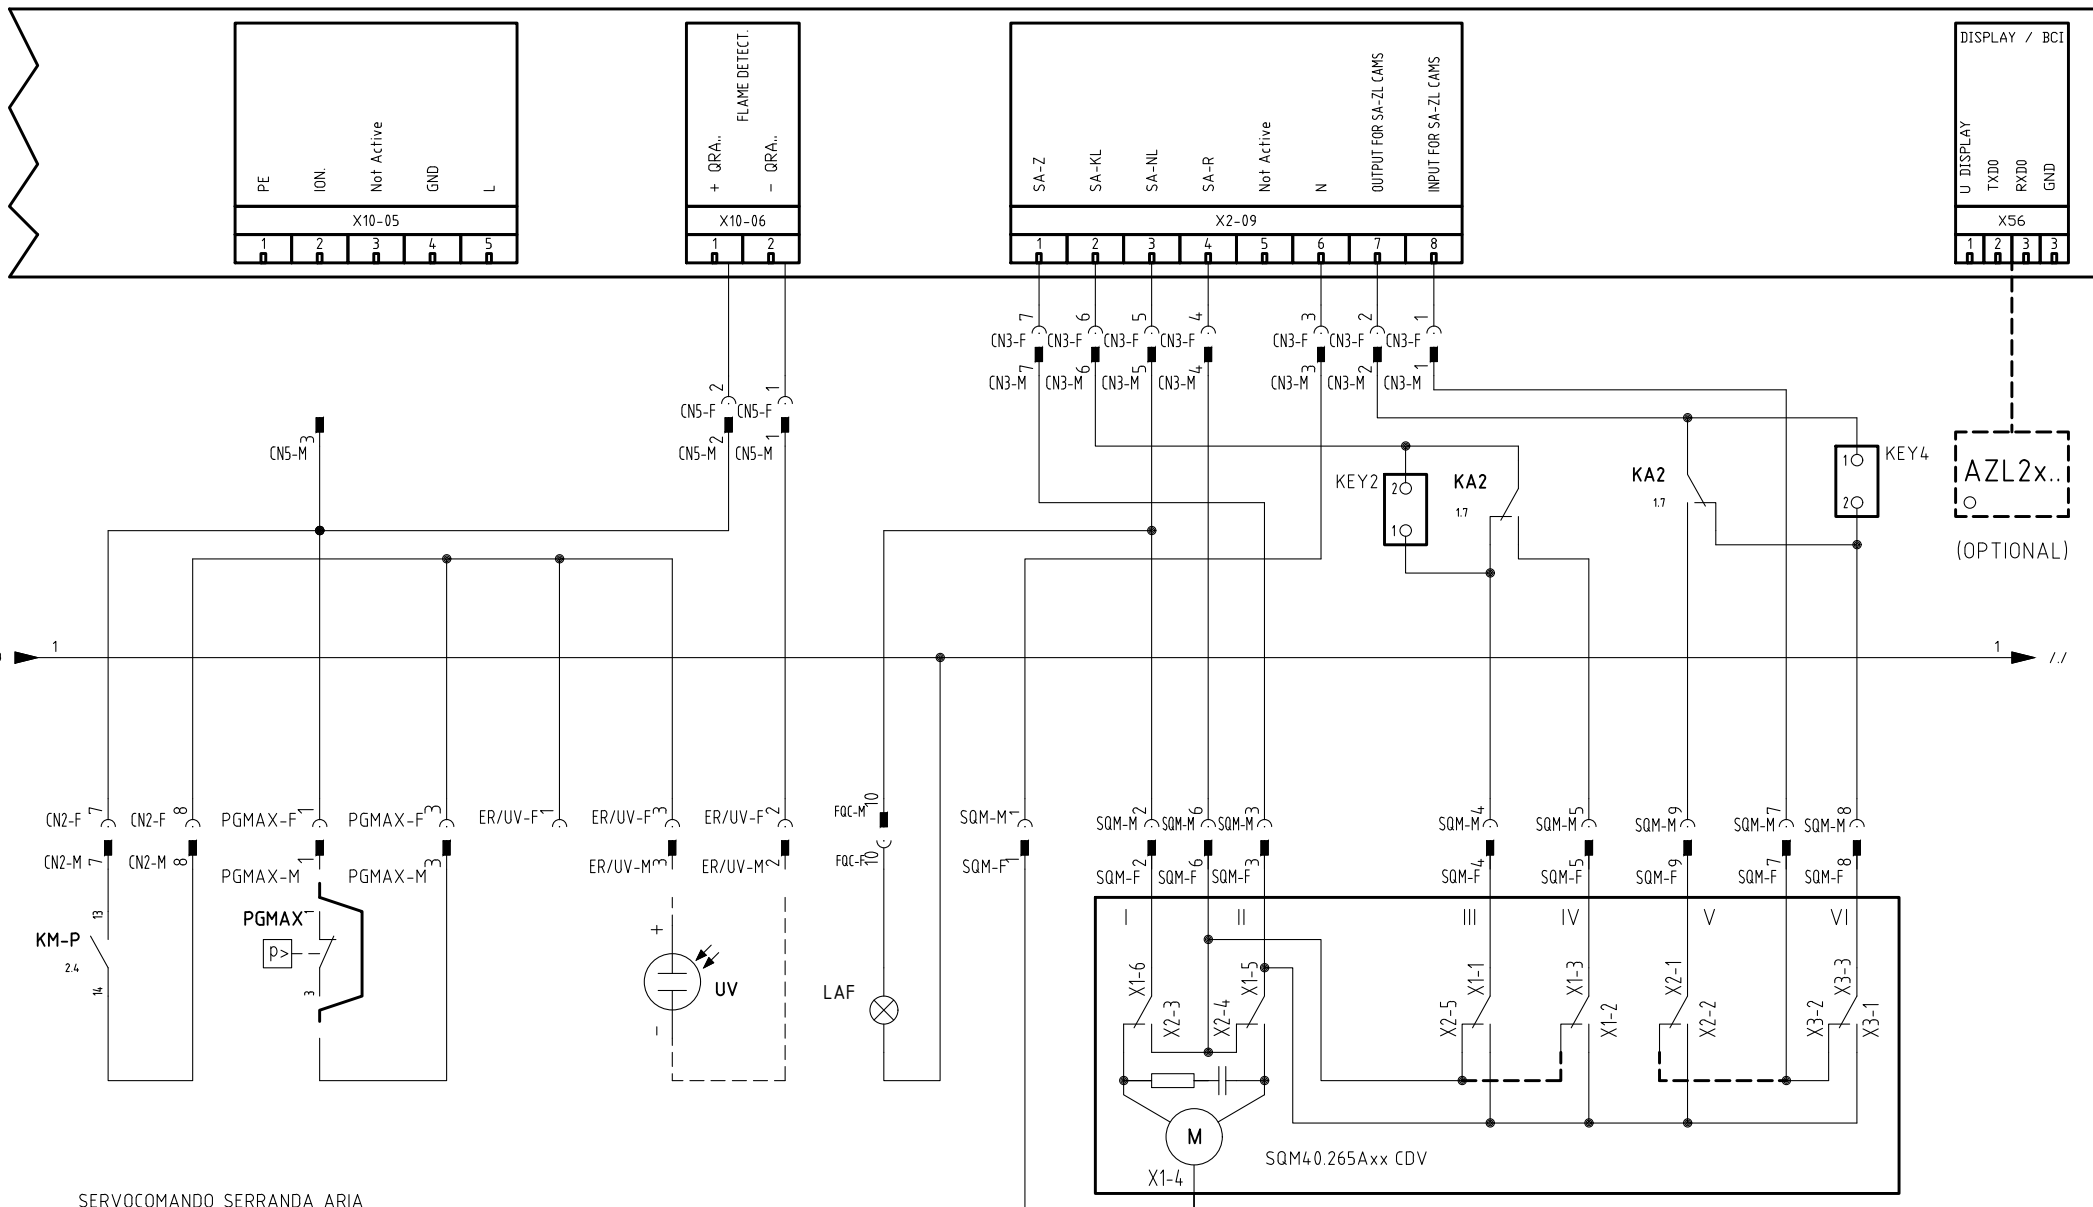 PE
ION.
Not Active
GND
L
X10-05
1 2 3 4 5
+ QRA..
FLAME DETECT.
- QRA..
X10-06
1 2
SA-Z
SA-KL
SA-NL
SA-R
Not Active
N
OUTPUT FOR SA-ZL CAMS
INPUT FOR SA-ZL CAMS
X2-09
1 2 3 4 5 6 7 8
DISPLAY / BCI
U DISPLAY
TXD0
RXD0
GND
X56
1 2 3 3
7 6 5 4 3 2 1
CN3-F CN3-F CN3-F CN3-F CN3-F CN3-F CN3-F
CN3-M 7 CN3-M 6 CN3-M 5 CN3-M 4 CN3-M 3 CN3-M 2 CN3-M 1
CN5-F 2 CN5-F 1
CN5-M 3 CN5-M 2 CN5-M 1
KEY2 2 1
KA2
1.7
KA2
1.7
KEY4
1
2
AZL2x..
(OPTIONAL)
1
1
/./
CN2-F 7 CN2-F 8 PGMAX-F 1 PGMAX-F 3 ER/UV-F 1 ER/UV-F 3 ER/UV-F 2 FQC-M 10 SQM-M 1 SQM-M 2 SQM-M 6 SQM-M 3 SQM-M 4 SQM-M 5 SQM-M 9 SQM-M 7 SQM-M 8
CN2-M 7 CN2-M 8 PGMAX-M 1 PGMAX-M 3 ER/UV-M 3 ER/UV-M 2 FQC-F 10 SQM-F 1 SQM-F 2 SQM-F 6 SQM-F 3 SQM-F 4 SQM-F 5 SQM-F 9 SQM-F 7 SQM-F 8
13
KM-P
2.4
14
PGMAX 1
P>
3
+
UV
-
LAF
I II III IV V VI
X1-6 X2-3 X2-4 X1-5 X2-5 X1-1 X1-3 X1-2 X2-1 X2-2 X3-2 X3-3 X3-1
M
X1-4
SQM40.265Axx CDV
SERVOCOMANDO SERRANDA ARIA